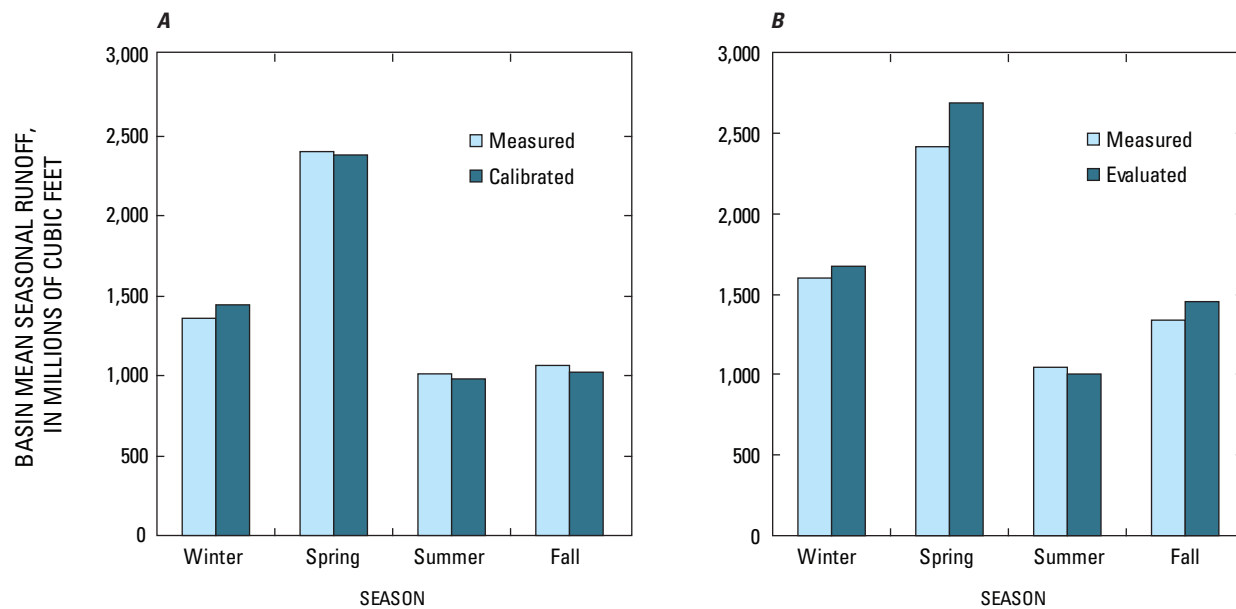 A
BASIN MEAN SEASONAL RUNOFF,
IN MILLIONS OF CUBIC FEET
3,000
2,500
2,000
1,500
1,000
500
0
Measured
Calibrated
Winter Spring Summer Fall
SEASON
B
3,000
2,500
2,000
1,500
1,000
500
0
Measured
Evaluated
Winter Spring Summer Fall
SEASON